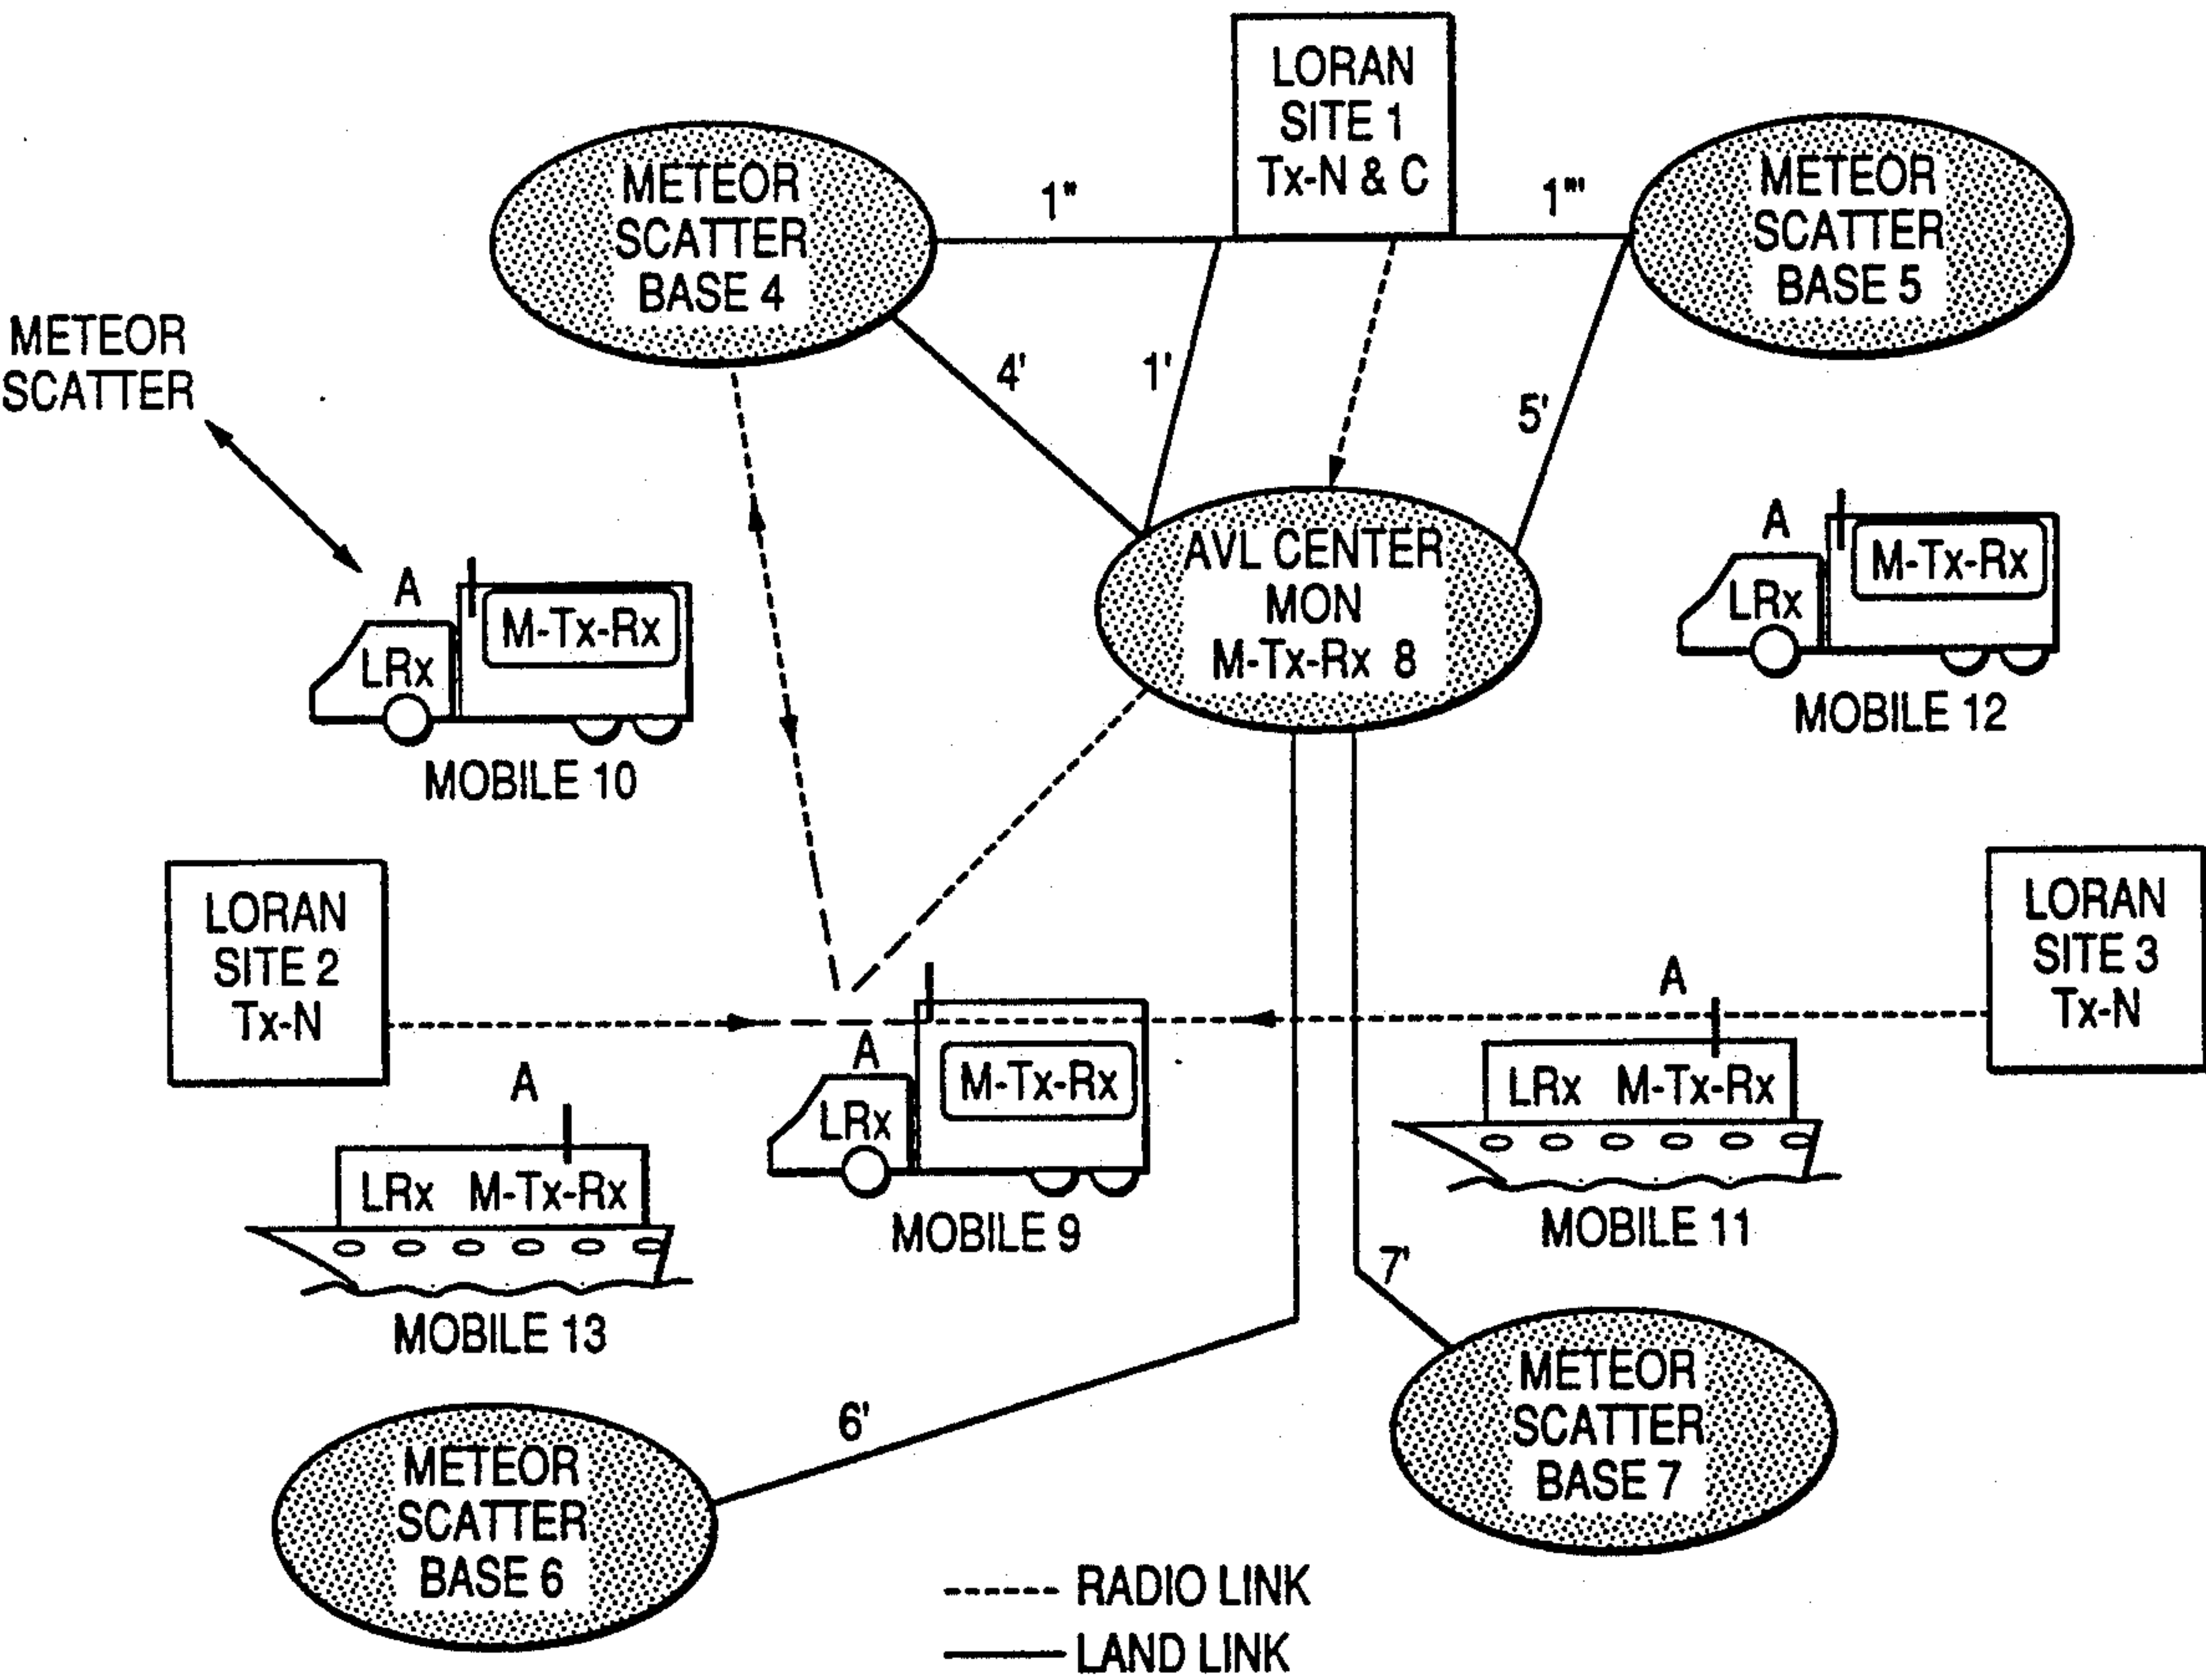 LORAN
SITE 1
Tx-N & C
METEOR
SCATTER
BASE 4
1"
1"'
METEOR
SCATTER
BASE 5
METEOR
SCATTER
4'
1'
5'
A
LRx
M-Tx-Rx
MOBILE 10
AVL CENTER
MON
M-Tx-Rx 8
A
LRx
M-Tx-Rx
MOBILE 12
LORAN
SITE 2
Tx-N
A
LRx
M-Tx-Rx
MOBILE 9
A
LRx M-Tx-Rx
MOBILE 11
LORAN
SITE 3
Tx-N
A
LRx M-Tx-Rx
MOBILE 13
7'
6'
METEOR
SCATTER
BASE 6
METEOR
SCATTER
BASE 7
RADIO LINK
LAND LINK